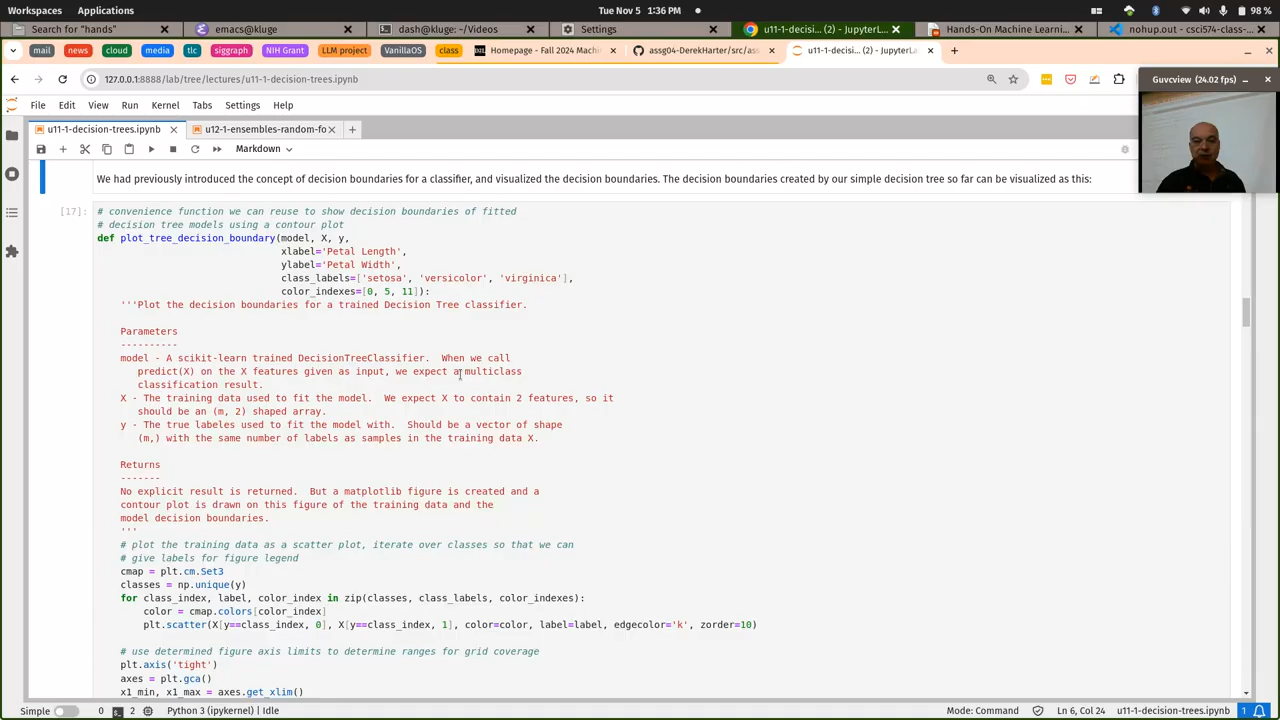 Workspaces Applications Tue Nov 5 1:36 PM 98 %
Search for "hands" emacs@kluge dash@kluge: ~/Videos Settings u11-1-decisi... (2) - JupyterL... Hands-On Machine Learning... nohup.out - csci574-class-...
mail news cloud media tlc siggraph NIH Grant LLM project VanillaOS class Homepage - Fall 2024 Machin assg04-DerekHarter/src/ass u11-1-decisi... (2) - JupyterL
127.0.0.1:8888/lab/tree/lectures/u11-1-decision-trees.ipynb
Guvcview (24.02 fps)
File Edit View Run Kernel Tabs Settings Help
u11-1-decision-trees.ipynb u12-1-ensembles-random-fo
Markdown
We had previously introduced the concept of decision boundaries for a classifier, and visualized the decision boundaries. The decision boundaries created by our simple decision tree so far can be visualized as this:
[17]: # convenience function we can reuse to show decision boundaries of fitted
# decision tree models using a contour plot
def plot_tree_decision_boundary(model, X, y,
xlabel='Petal Length',
ylabel='Petal Width',
class_labels=['setosa', 'versicolor', 'virginica'],
color_indexes=[0, 5, 11]):
'''Plot the decision boundaries for a trained Decision Tree classifier.
Parameters
----------
model - A scikit-learn trained DecisionTreeClassifier. When we call
predict(X) on the X features given as input, we expect a multiclass
classification result.
X - The training data used to fit the model. We expect X to contain 2 features, so it
should be an (m, 2) shaped array.
y - The true labeles used to fit the model with. Should be a vector of shape
(m,) with the same number of labels as samples in the training data X.
Returns
-------
No explicit result is returned. But a matplotlib figure is created and a
contour plot is drawn on this figure of the training data and the
model decision boundaries.
'''
# plot the training data as a scatter plot, iterate over classes so that we can
# give labels for figure legend
cmap = plt.cm.Set3
classes = np.unique(y)
for class_index, label, color_index in zip(classes, class_labels, color_indexes):
color = cmap.colors[color_index]
plt.scatter(X[y==class_index, 0], X[y==class_index, 1], color=color, label=label, edgecolor='k', zorder=10)
# use determined figure axis limits to determine ranges for grid coverage
plt.axis('tight')
axes = plt.gca()
x1_min, x1_max = axes.get_xlim()
Simple 0 2 Python 3 (ipykernel) | Idle Mode: Command Ln 6, Col 24 u11-1-decision-trees.ipynb 1